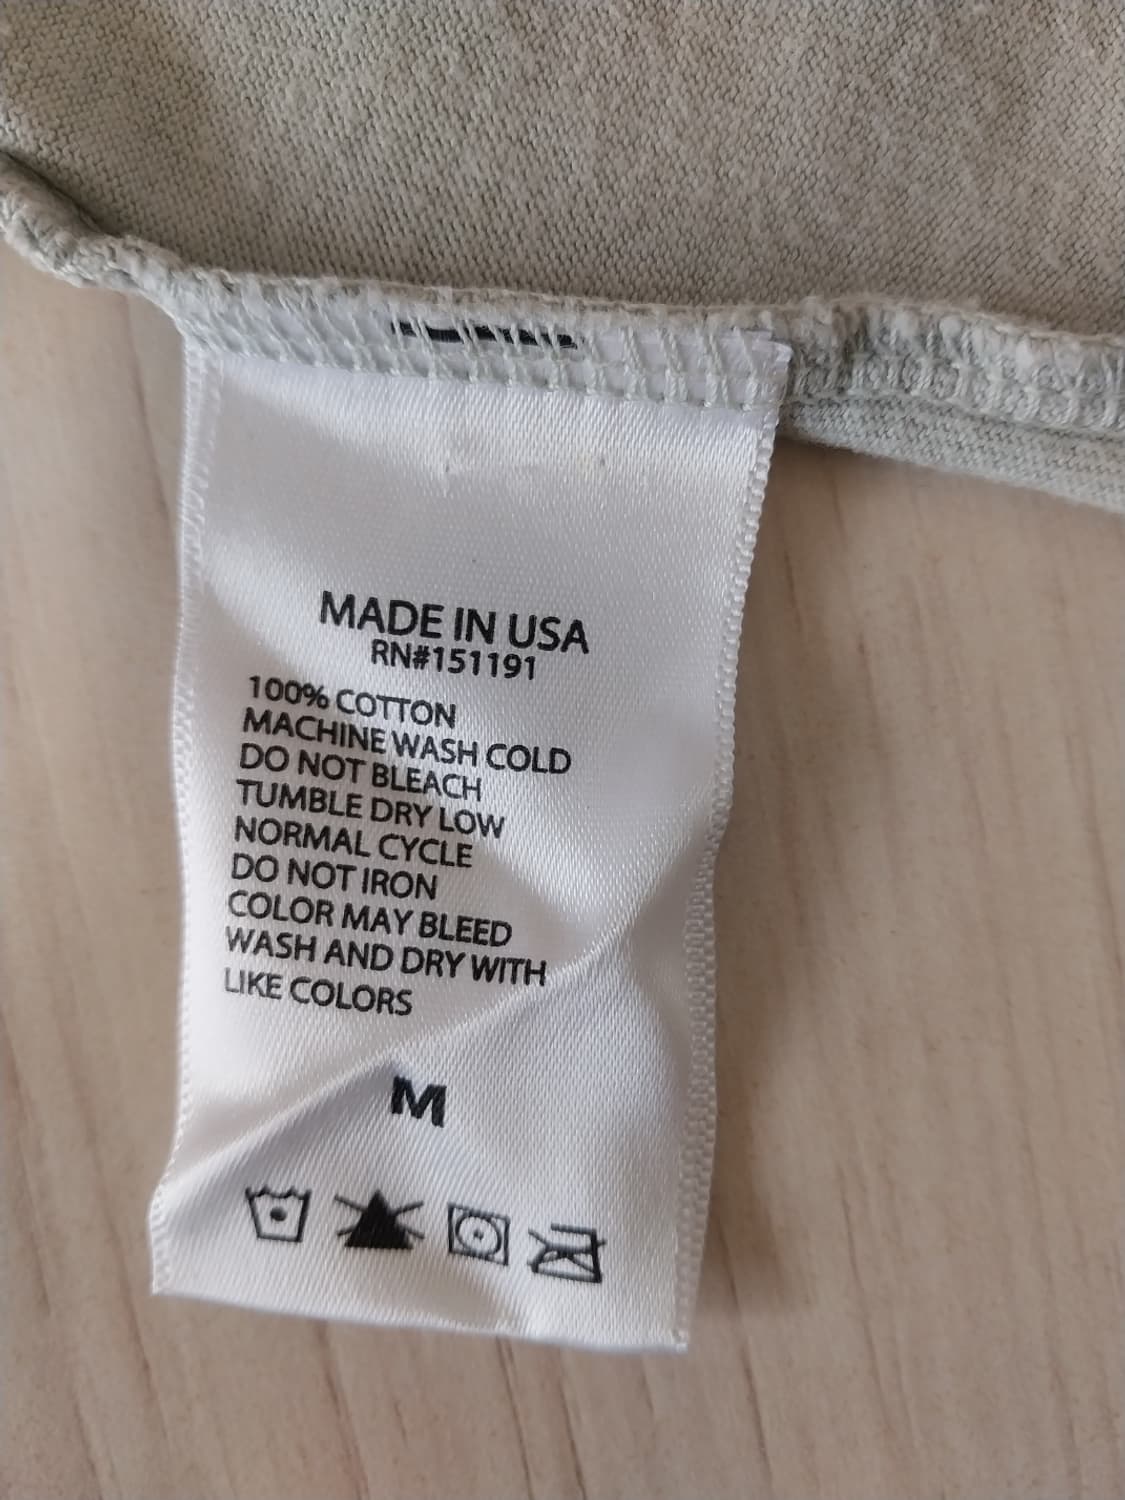 MADE IN USA
RN#151191
100% COTTON
MACHINE WASH COLD
DO NOT BLEACH
TUMBLE DRY LOW
NORMAL CYCLE
DO NOT IRON
COLOR MAY BLEED
WASH AND DRY WITH
LIKE COLORS
M